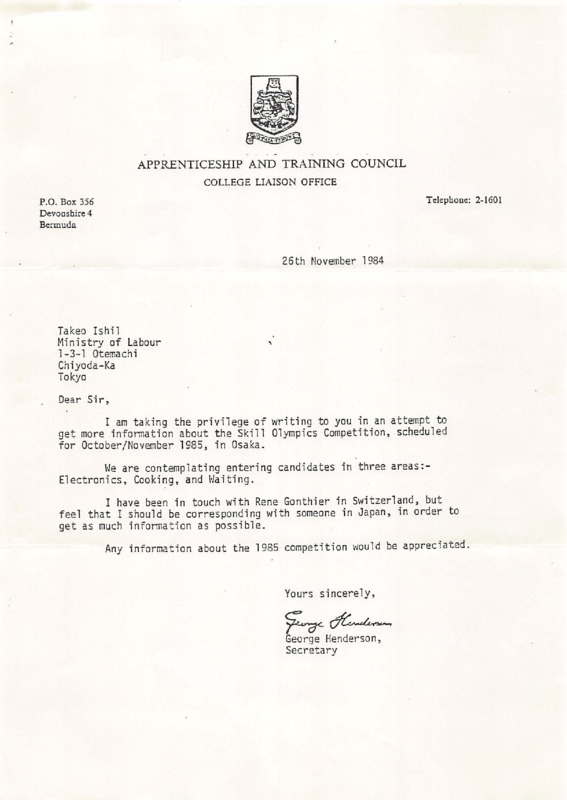 APPRENTICESHIP AND TRAINING COUNCIL
COLLEGE LIAISON OFFICE
P.O. Box 356
Devonshire 4
Bermuda
Telephone: 2-1601
26th November 1984
Takeo Ishil
Ministry of Labour
1-3-1 Otemachi
Chiyoda-Ka
Tokyo
Dear Sir,
I am taking the privilege of writing to you in an attempt to
get more information about the Skill Olympics Competition, scheduled
for October/November 1985, in Osaka.
We are contemplating entering candidates in three areas:-
Electronics, Cooking, and Waiting.
I have been in touch with Rene Gonthier in Switzerland, but
feel that I should be corresponding with someone in Japan, in order to
get as much information as possible.
Any information about the 1985 competition would be appreciated.
Yours sincerely,
George Henderson
George Henderson,
Secretary